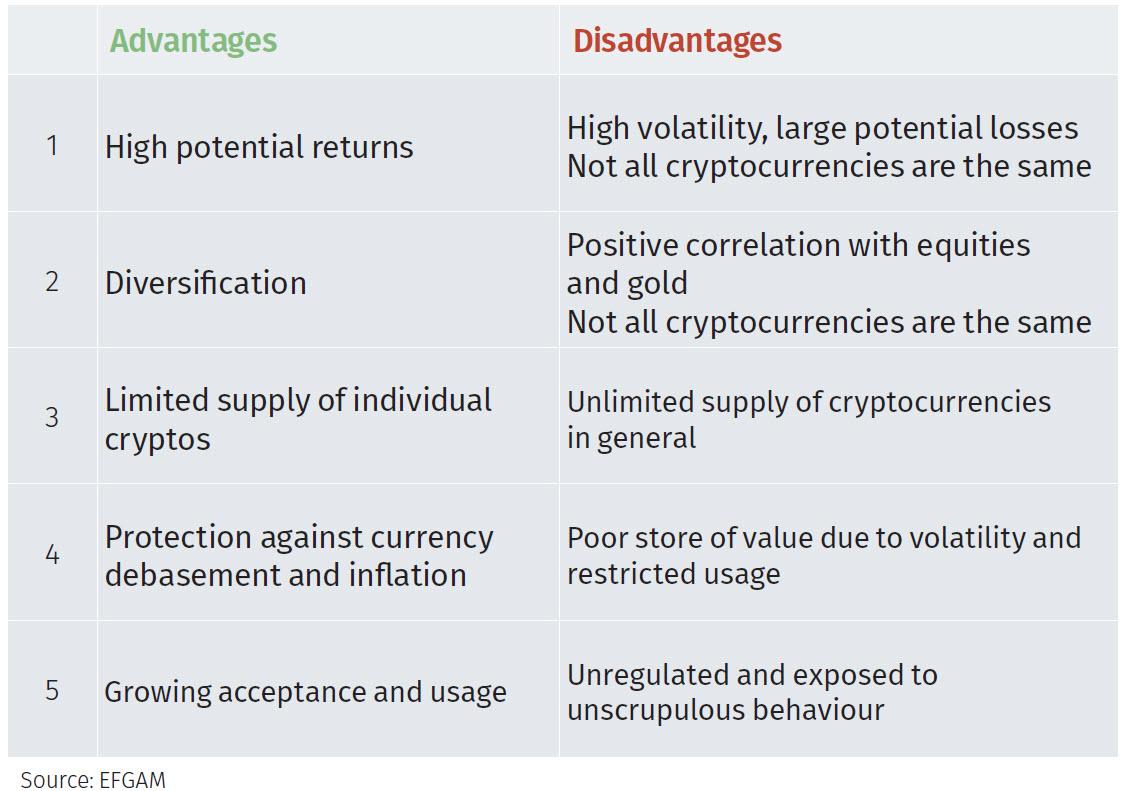 Advantages
Disadvantages
1
High potential returns
High volatility, large potential losses
Not all cryptocurrencies are the same
2
Diversification
Positive correlation with equities
and gold
Not all cryptocurrencies are the same
3
Limited supply of individual
cryptos
Unlimited supply of cryptocurrencies
in general
4
Protection against currency
debasement and inflation
Poor store of value due to volatility and
restricted usage
5
Growing acceptance and usage
Unregulated and exposed to
unscrupulous behaviour
Source: EFGAM